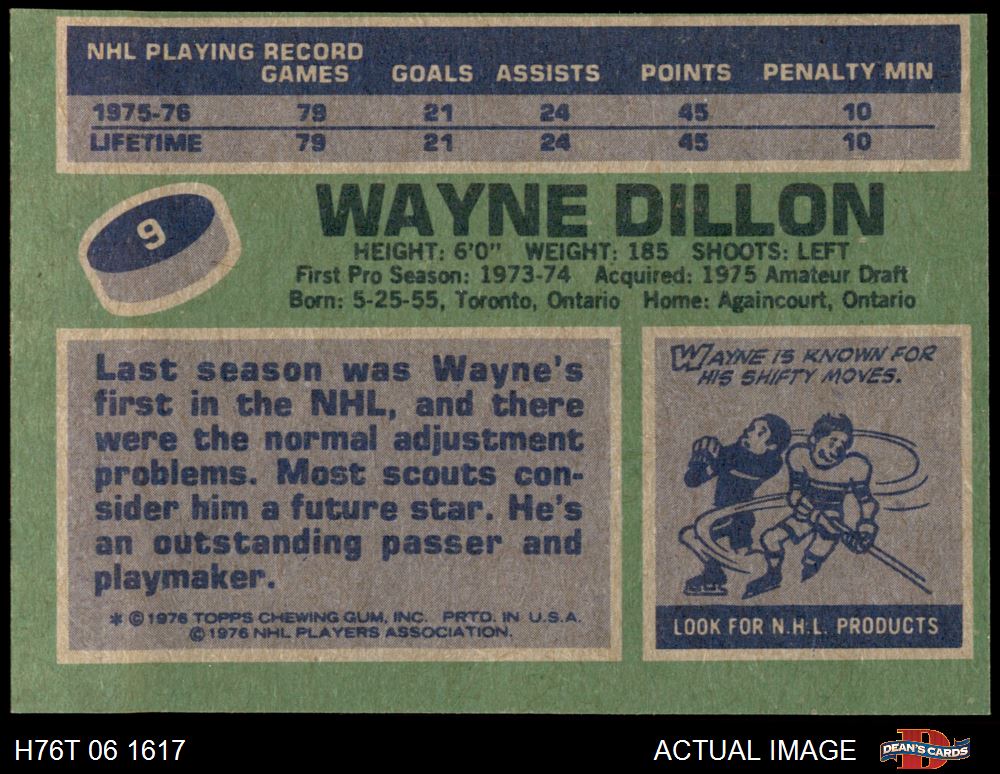 NHL PLAYING RECORD
GAMES GOALS ASSISTS POINTS PENALTY MIN
1975-76 79 21 24 45 10
LIFETIME 79 21 24 45 10
9
WAYNE DILLON
HEIGHT: 6'0" WEIGHT: 185 SHOOTS: LEFT
First Pro Season: 1973-74 Acquired: 1975 Amateur Draft
Born: 5-25-55, Toronto, Ontario Home: Againcourt, Ontario
Last season was Wayne's
first in the NHL, and there
were the normal adjustment
problems. Most scouts con-
sider him a future star. He's
an outstanding passer and
playmaker.
* © 1976 TOPPS CHEWING GUM, INC. PRTD. IN U.S.A.
© 1976 NHL PLAYERS ASSOCIATION.
WAYNE IS KNOWN FOR
HIS SHIFTY MOVES.
LOOK FOR N.H.L. PRODUCTS
H76T 06 1617
ACTUAL IMAGE
DEAN'S CARDS